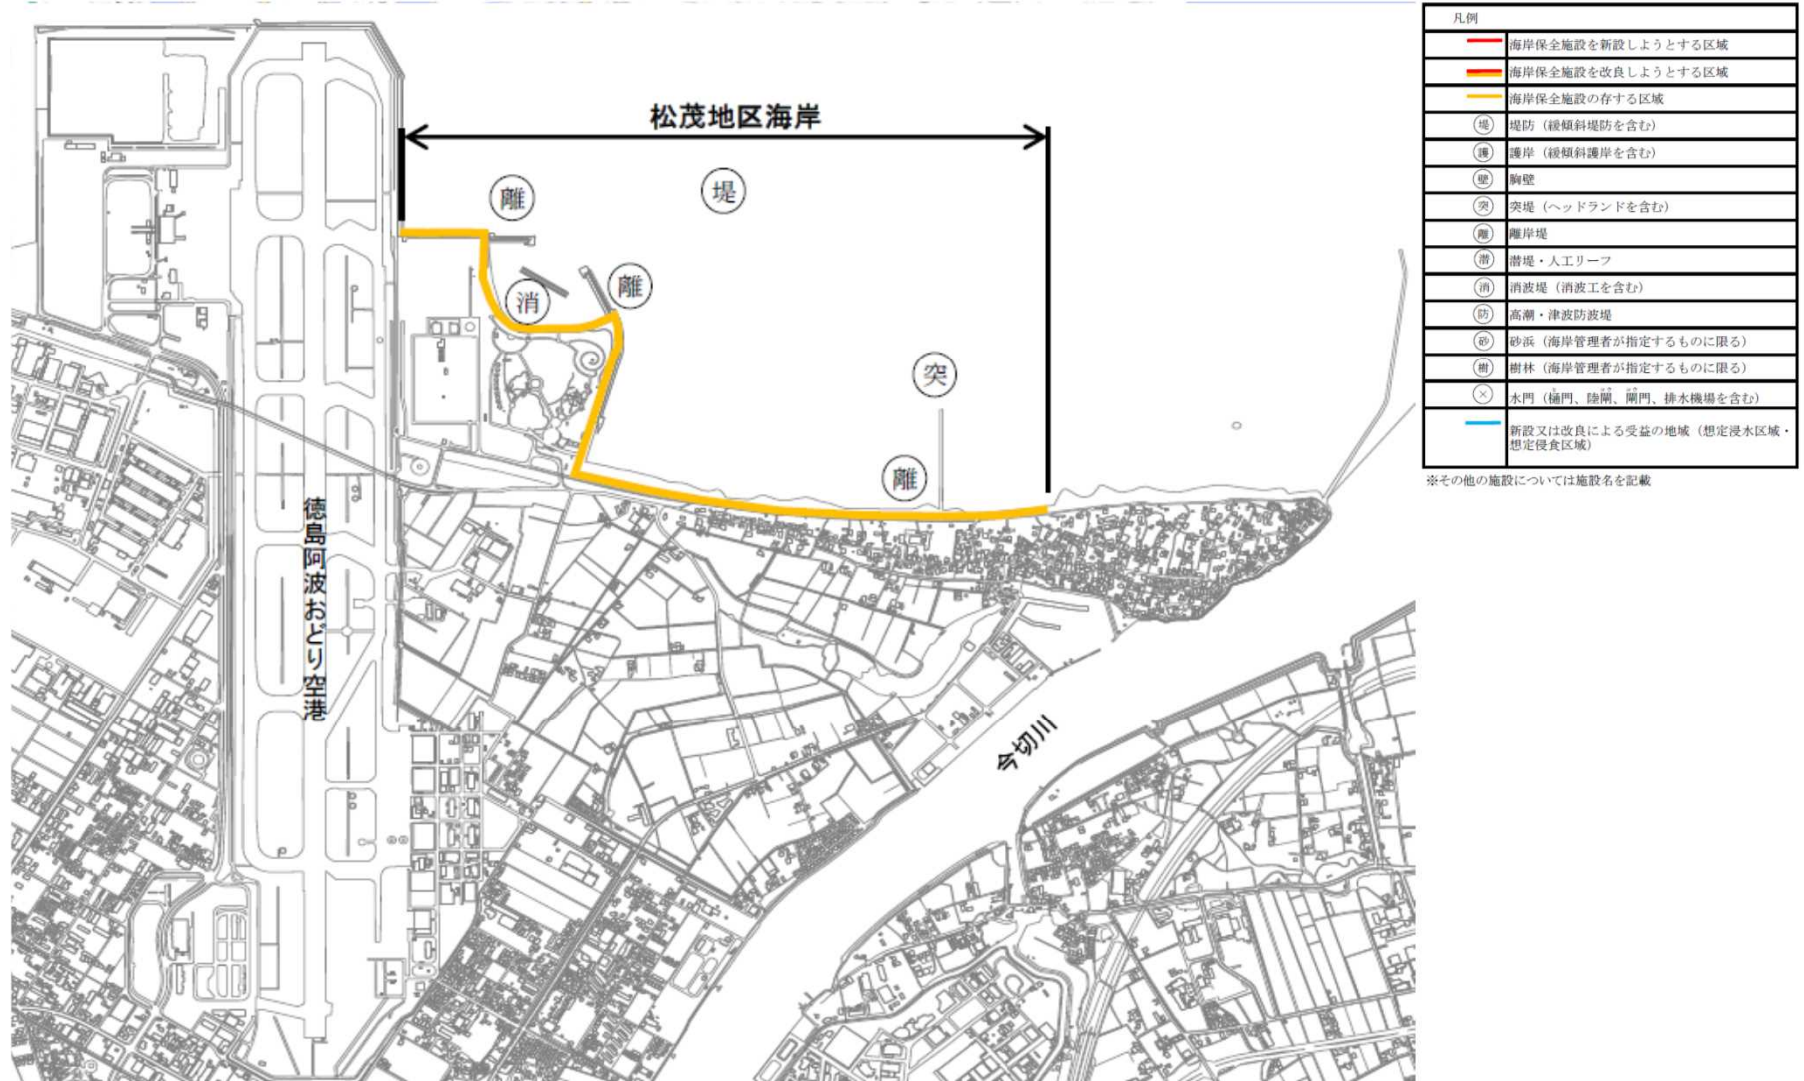 松茂地区海岸
離
堤
消
離
突
離
徳島阿波おどり空港
今切川
凡例
海岸保全施設を新設しようとする区域
海岸保全施設を改良しようとする区域
海岸保全施設の存する区域
堤 堤防（緩傾斜堤防を含む）
護 護岸（緩傾斜護岸を含む）
壁 胸壁
突 突堤（ヘッドランドを含む）
離 離岸堤
潜 潜堤・人工リーフ
消 消波堤（消波工を含む）
防 高潮・津波防波堤
砂 砂浜（海岸管理者が指定するものに限る）
樹 樹林（海岸管理者が指定するものに限る）
× 水門（樋門、陸閘、閘門、排水機場を含む）
新設又は改良による受益の地域（想定浸水区域・
想定侵食区域）
※その他の施設については施設名を記載